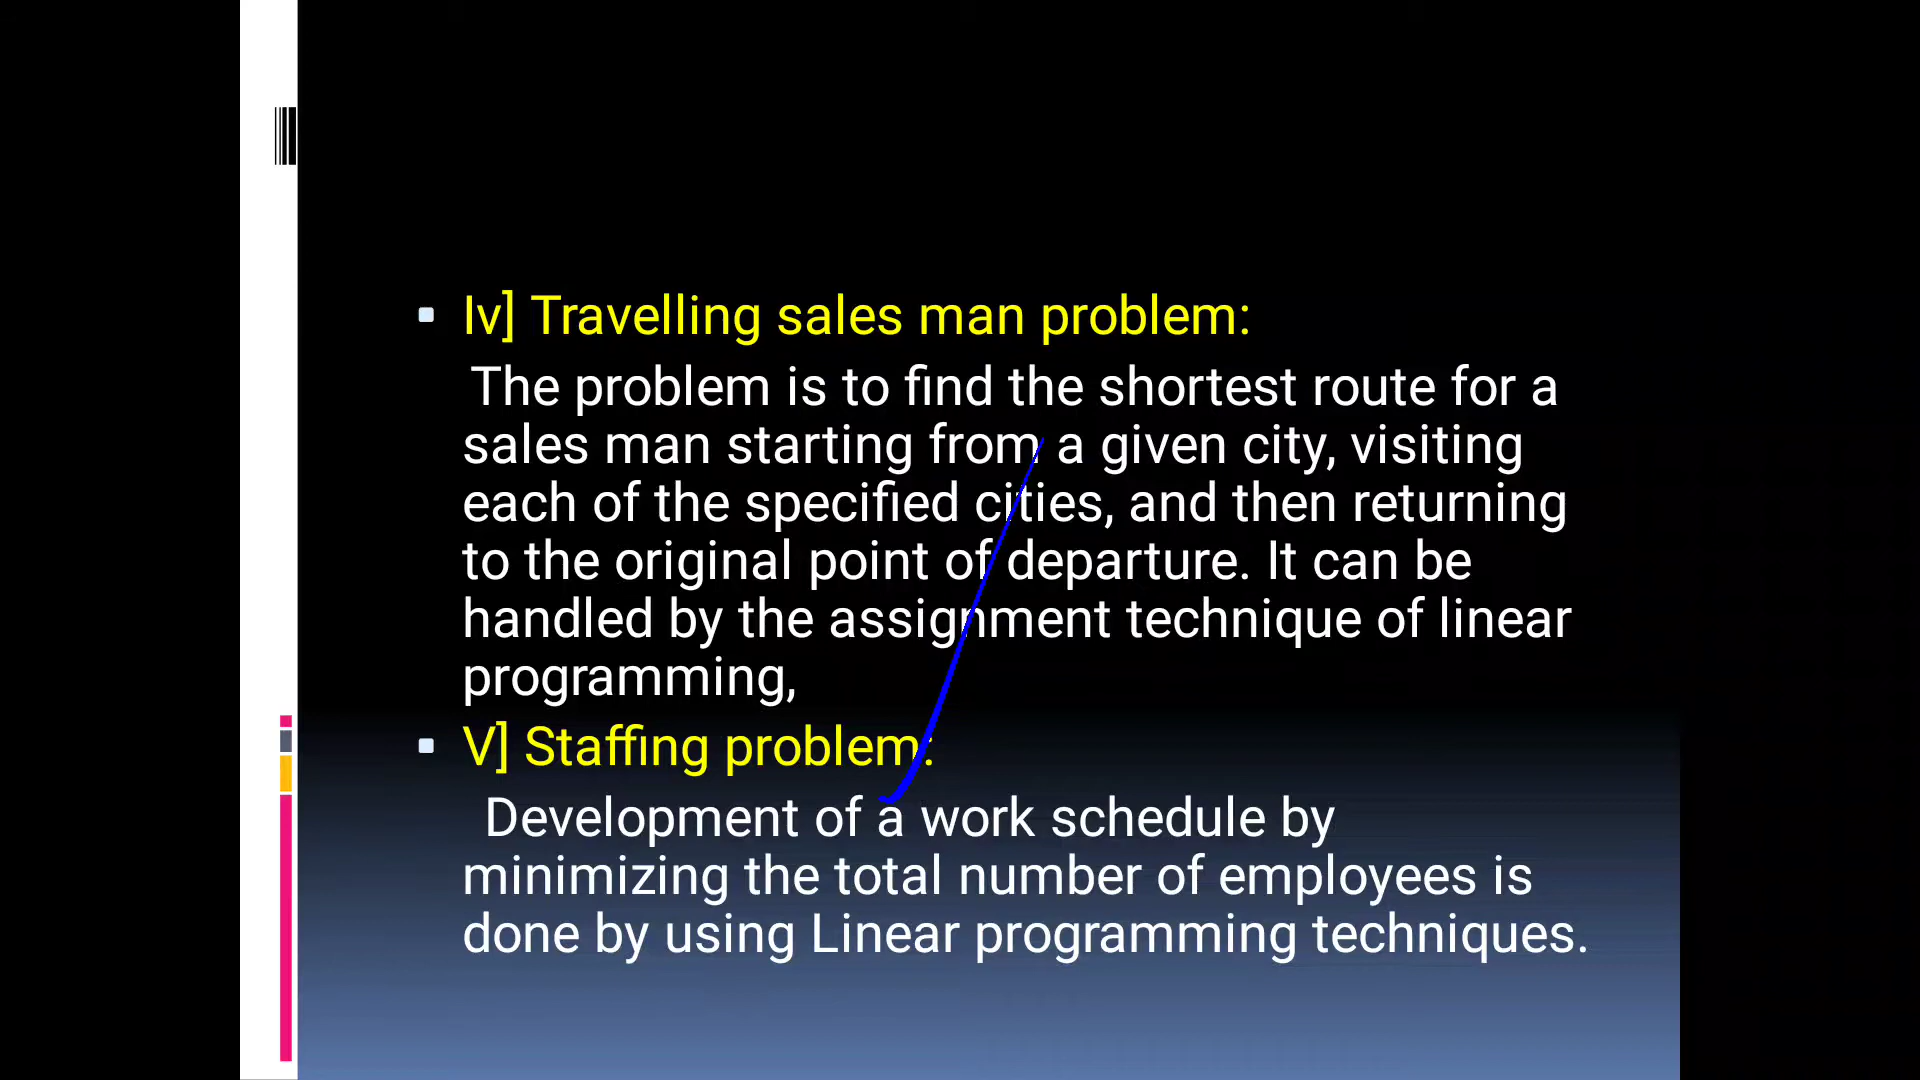 Iv] Travelling sales man problem:
The problem is to find the shortest route for a
sales man starting from a given city, visiting
each of the specified cities, and then returning
to the original point of departure. It can be
handled by the assignment technique of linear
programming,
V] Staffing problem:
Development of a work schedule by
minimizing the total number of employees is
done by using Linear programming techniques.